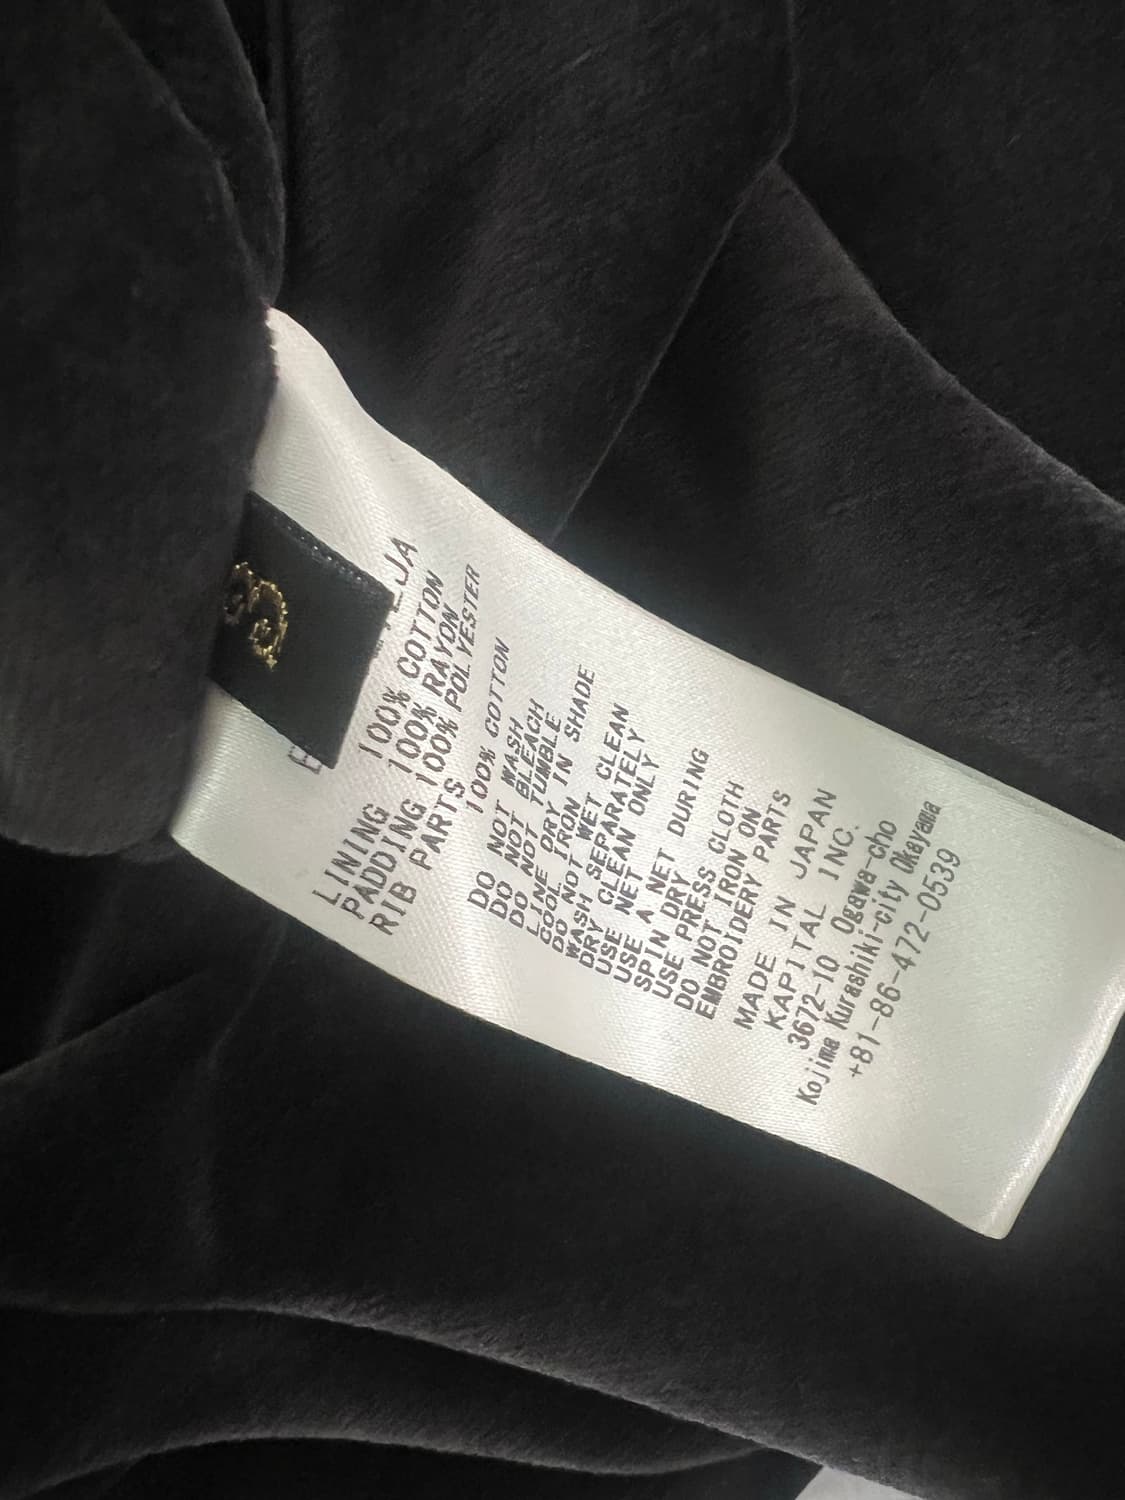 100% COTTON
LINING 100% RAYON
PADDING 100% POLYESTER
RIB PARTS
100% COTTON
DO NOT WASH
DO NOT BLEACH
DO NOT TUMBLE
LINE DRY IN SHADE
COOL IRON
DO NOT WET CLEAN
WASH SEPARATELY
DRY CLEAN ONLY
USE NET
USE A NET DURING
SPIN DRY
USE PRESS CLOTH
DO NOT IRON ON
EMBROIDERY PARTS
MADE IN JAPAN
KAPITAL INC.
3672-10 Ogawa-cho
Kojima Kurashiki-city Okayama
+81-86-472-0539